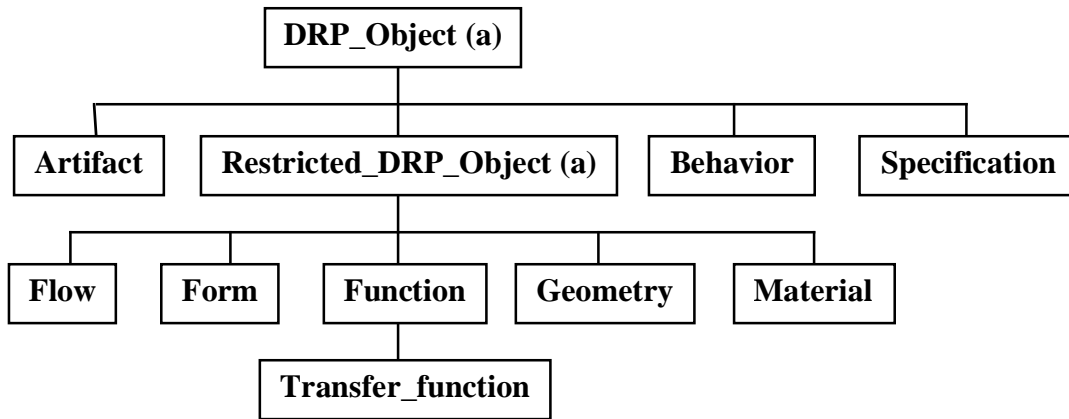 DRP_Object (a)
Artifact
Restricted_DRP_Object (a)
Behavior
Specification
Flow
Form
Function
Geometry
Material
Transfer_function